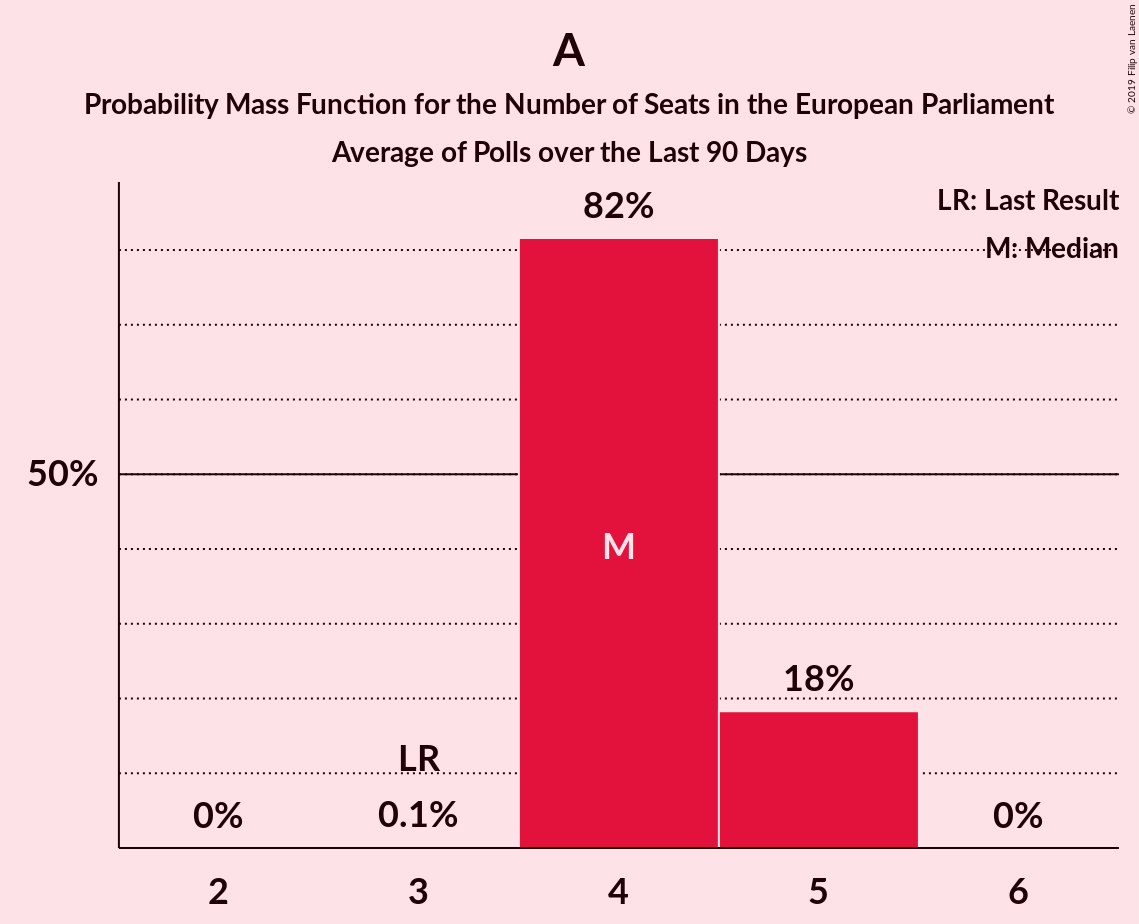 A
Probability Mass Function for the Number of Seats in the European Parliament
Average of Polls over the Last 90 Days
© 2019 Filip van Laenen
LR: Last Result
M: Median
82%
50%
M
18%
LR
0%
0.1%
0%
2
3
4
5
6